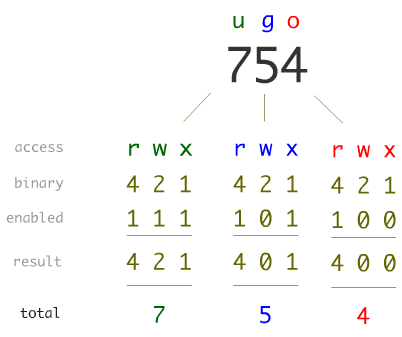 u g o
754
access r w x r w x r w x
binary 4 2 1 4 2 1 4 2 1
enabled 1 1 1 1 0 1 1 0 0
result 4 2 1 4 0 1 4 0 0
total 7 5 4